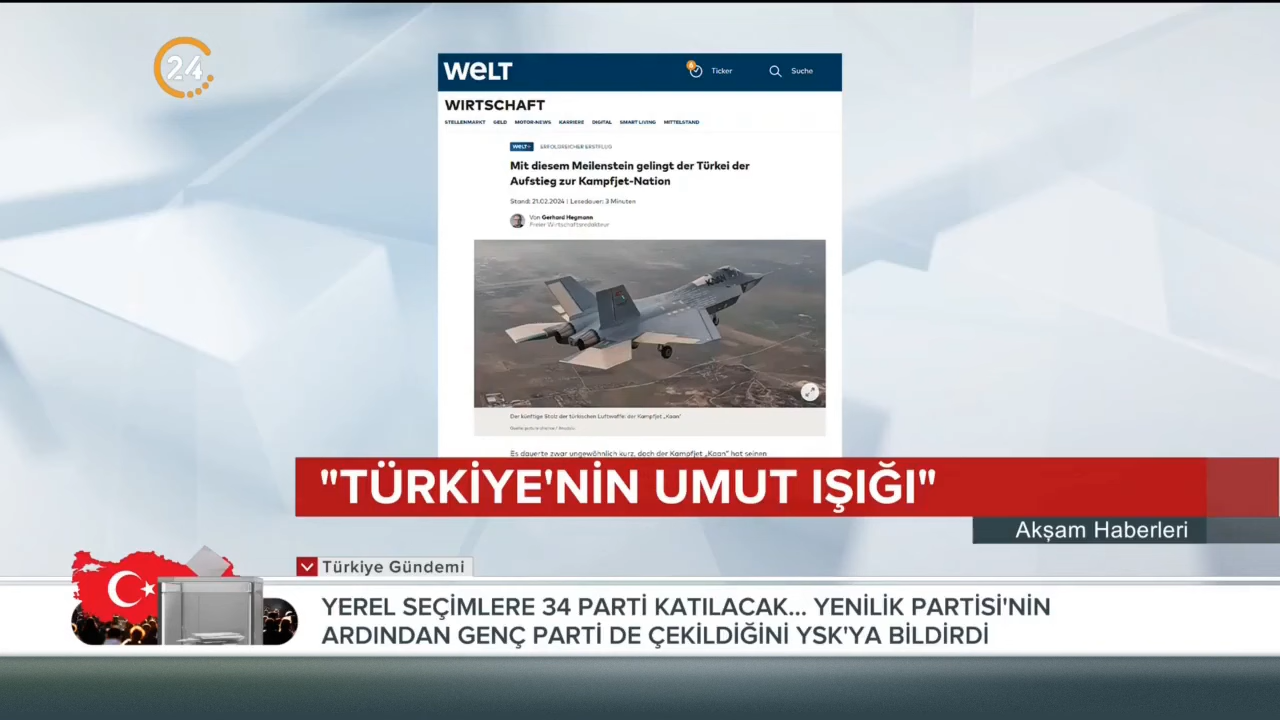 24
WELT
6
Ticker
Suche
WIRTSCHAFT
STELLENMARKT GELD MOTOR-NEWS KARRIERE DIGITAL SMART LIVING MITTELSTAND
WELT+ ERFOLGREICHER ERSTFLUG
Mit diesem Meilenstein gelingt der Türkei der
Aufstieg zur Kampfjet-Nation
Stand: 21.02.2024 | Lesedauer: 3 Minuten
Von Gerhard Hegmann
Freier Wirtschaftsredakteur
Der künftige Stolz der türkischen Luftwaffe: der Kampfjet „Kaan"
Es dauerte zwar ungewöhnlich kurz, doch der Kampfjet „Kaan" hat seinen
"TÜRKİYE'NİN UMUT IŞIĞI"
Akşam Haberleri
Türkiye Gündemi
YEREL SEÇİMLERE 34 PARTİ KATILACAK... YENİLİK PARTİSİ'NİN
ARDINDAN GENÇ PARTİ DE ÇEKİLDİĞİNİ YSK'YA BİLDİRDİ